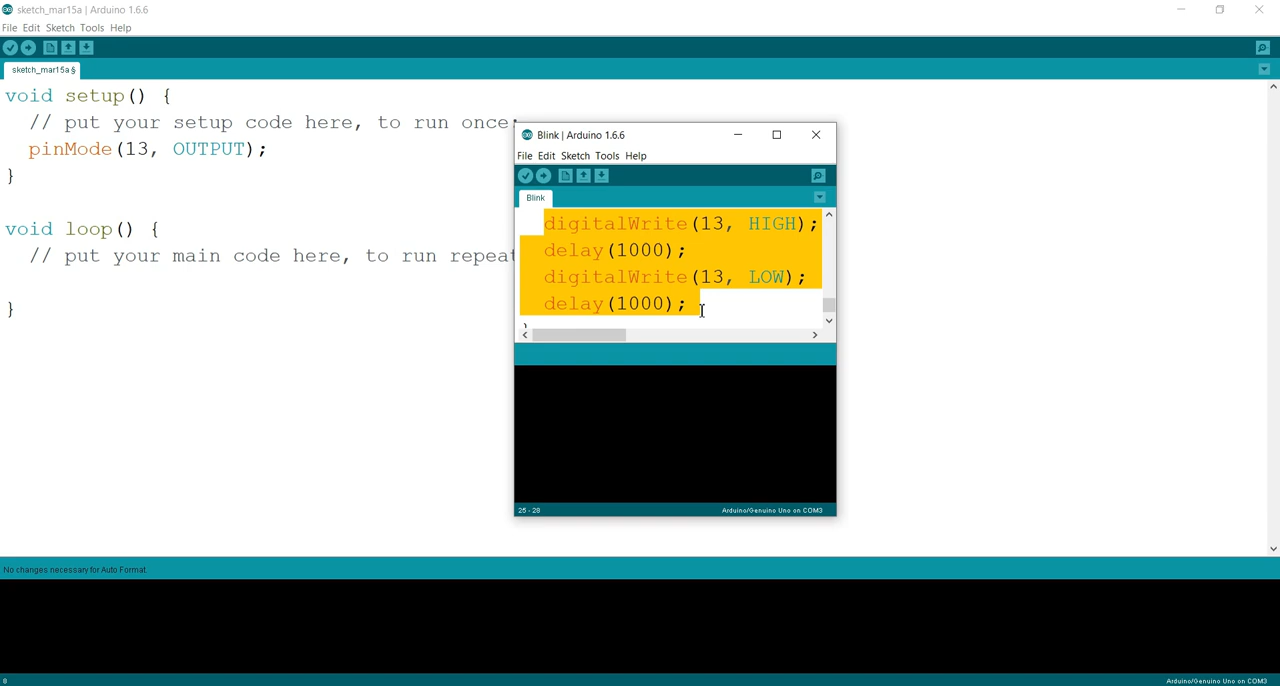 sketch_mar15a | Arduino 1.6.6
File Edit Sketch Tools Help
sketch_mar15a §
void setup() {
// put your setup code here, to run once:
pinMode(13, OUTPUT);
}
void loop() {
// put your main code here, to run repeat
}
Blink | Arduino 1.6.6
File Edit Sketch Tools Help
Blink
digitalWrite(13, HIGH);
delay(1000);
digitalWrite(13, LOW);
delay(1000);
25 - 28
Arduino/Genuino Uno on COM3
No changes necessary for Auto Format.
8
Arduino/Genuino Uno on COM3